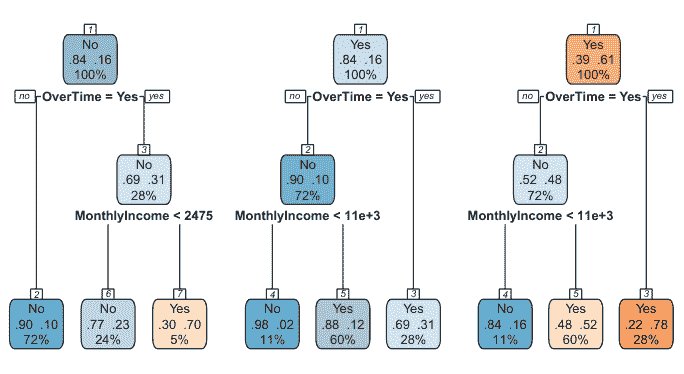 1
No
.84 .16
100%
no OverTime = Yes yes
3
No
.69 .31
28%
MonthlyIncome < 2475
2
No
.90 .10
72%
6
No
.77 .23
24%
7
Yes
.30 .70
5%
1
Yes
.84 .16
100%
no OverTime = Yes yes
2
No
.90 .10
72%
MonthlyIncome < 11e+3
4
No
.98 .02
11%
5
Yes
.88 .12
60%
3
Yes
.69 .31
28%
1
Yes
.39 .61
100%
no OverTime = Yes yes
2
No
.52 .48
72%
MonthlyIncome < 11e+3
4
No
.84 .16
11%
5
Yes
.48 .52
60%
3
Yes
.22 .78
28%